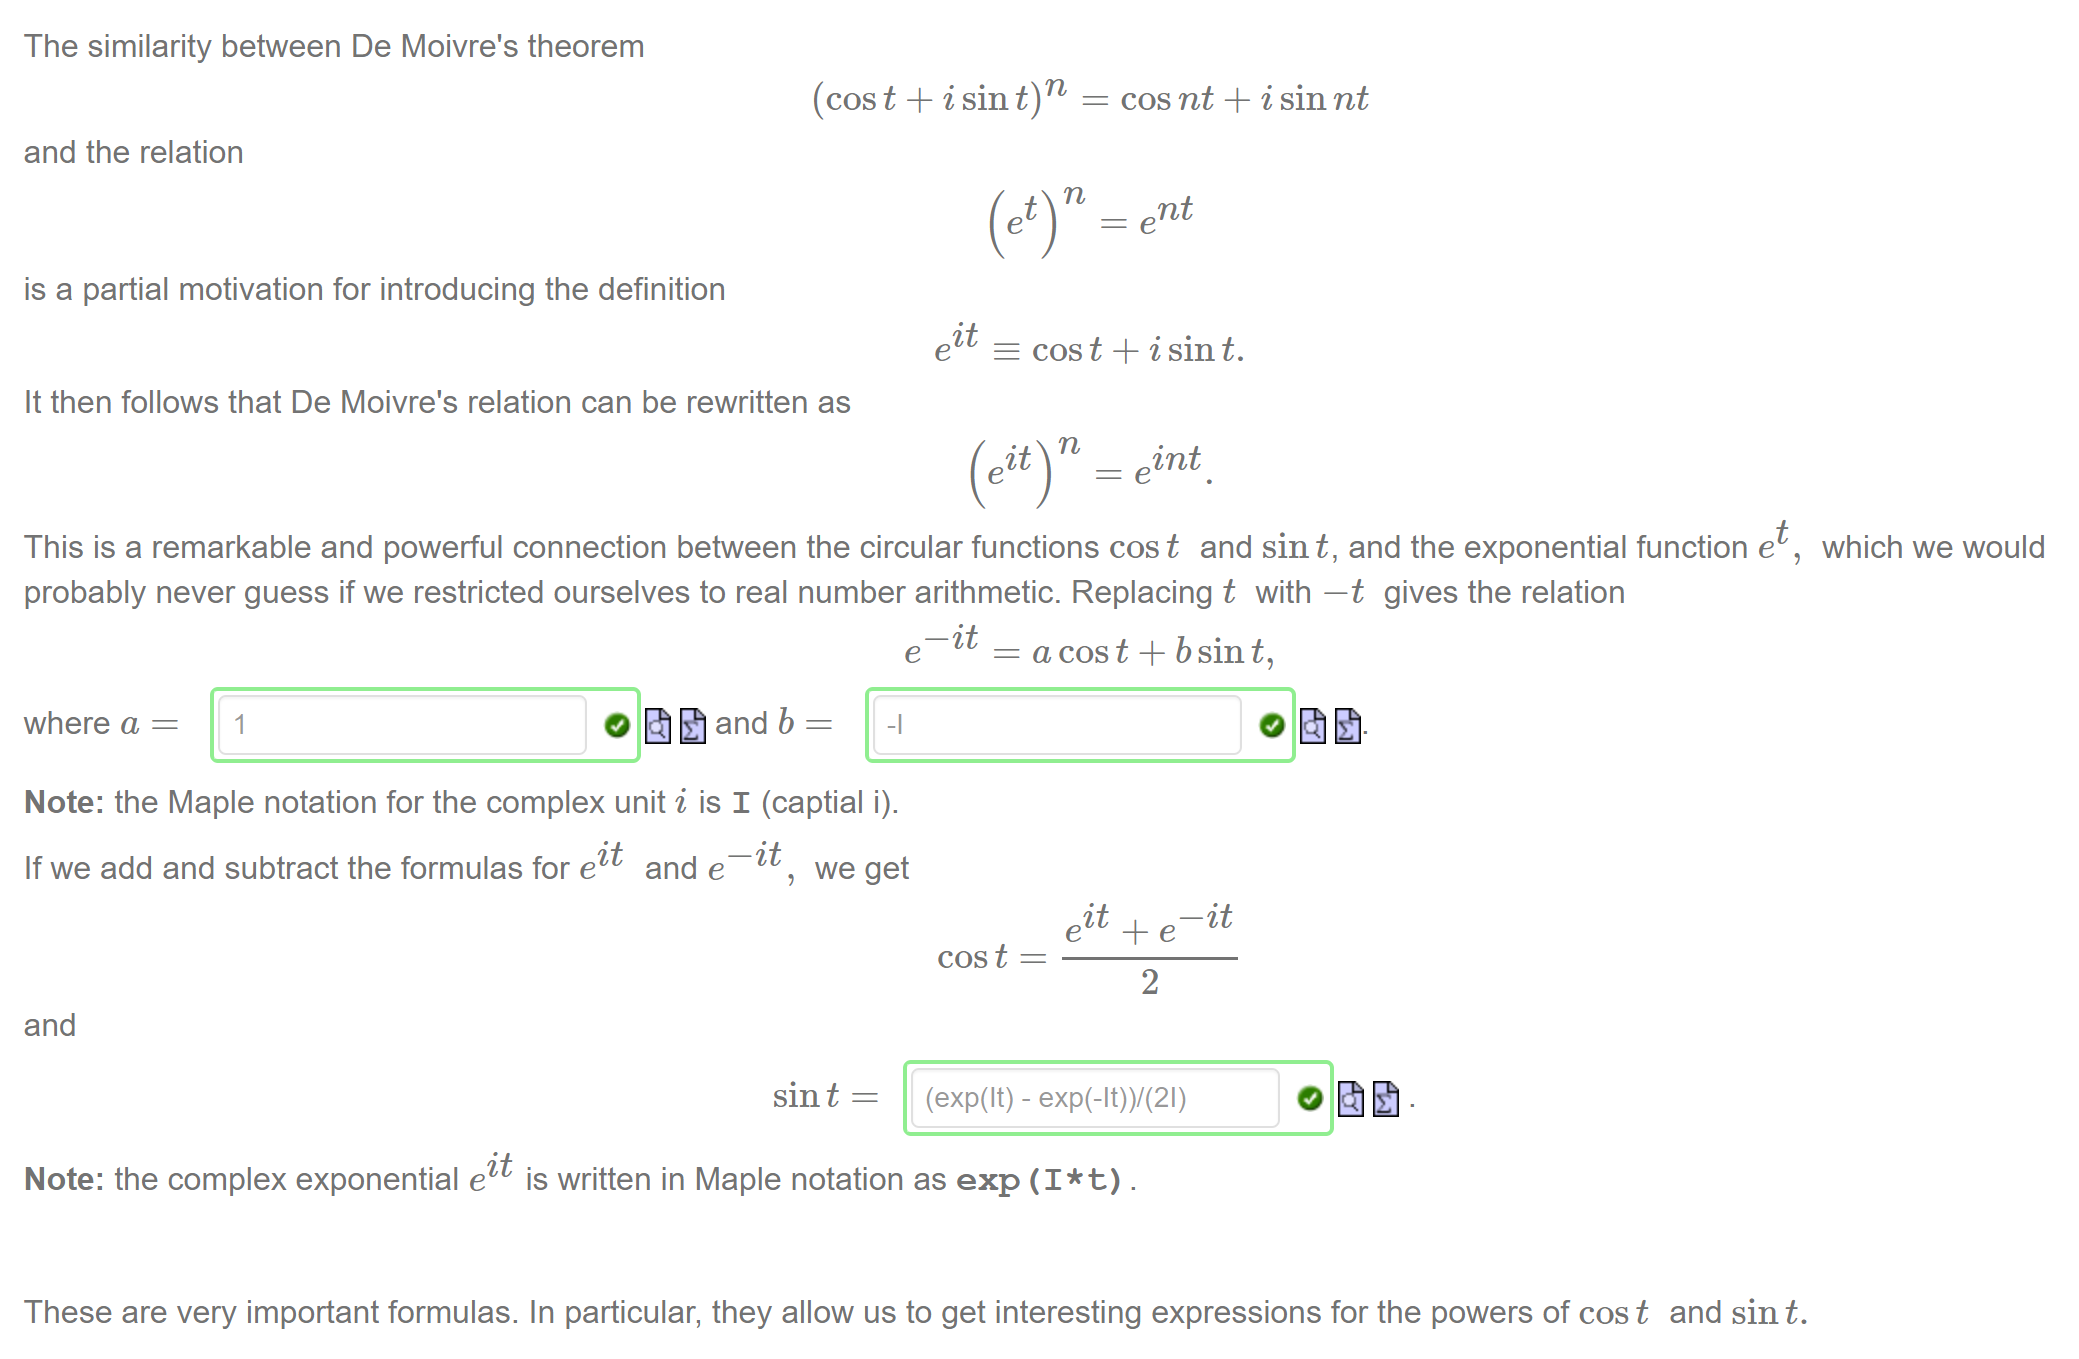 The similarity between De Moivre's theorem
(cos t + i sin t)^n = cos nt + i sin nt
and the relation
(e^t)^n = e^{nt}
is a partial motivation for introducing the definition
e^{it} ≡ cos t + i sin t.
It then follows that De Moivre's relation can be rewritten as
(e^{it})^n = e^{int}.
This is a remarkable and powerful connection between the circular functions cos t and sin t, and the exponential function e^t, which we would
probably never guess if we restricted ourselves to real number arithmetic. Replacing t with −t gives the relation
e^{−it} = a cos t + b sin t,
where a = 1 and b = -I.
Note: the Maple notation for the complex unit i is I (captial i).
If we add and subtract the formulas for e^{it} and e^{−it}, we get
cos t = (e^{it} + e^{−it})/2
and
sin t = (exp(It) - exp(-It))/(2I).
Note: the complex exponential e^{it} is written in Maple notation as exp(I*t).
These are very important formulas. In particular, they allow us to get interesting expressions for the powers of cos t and sin t.